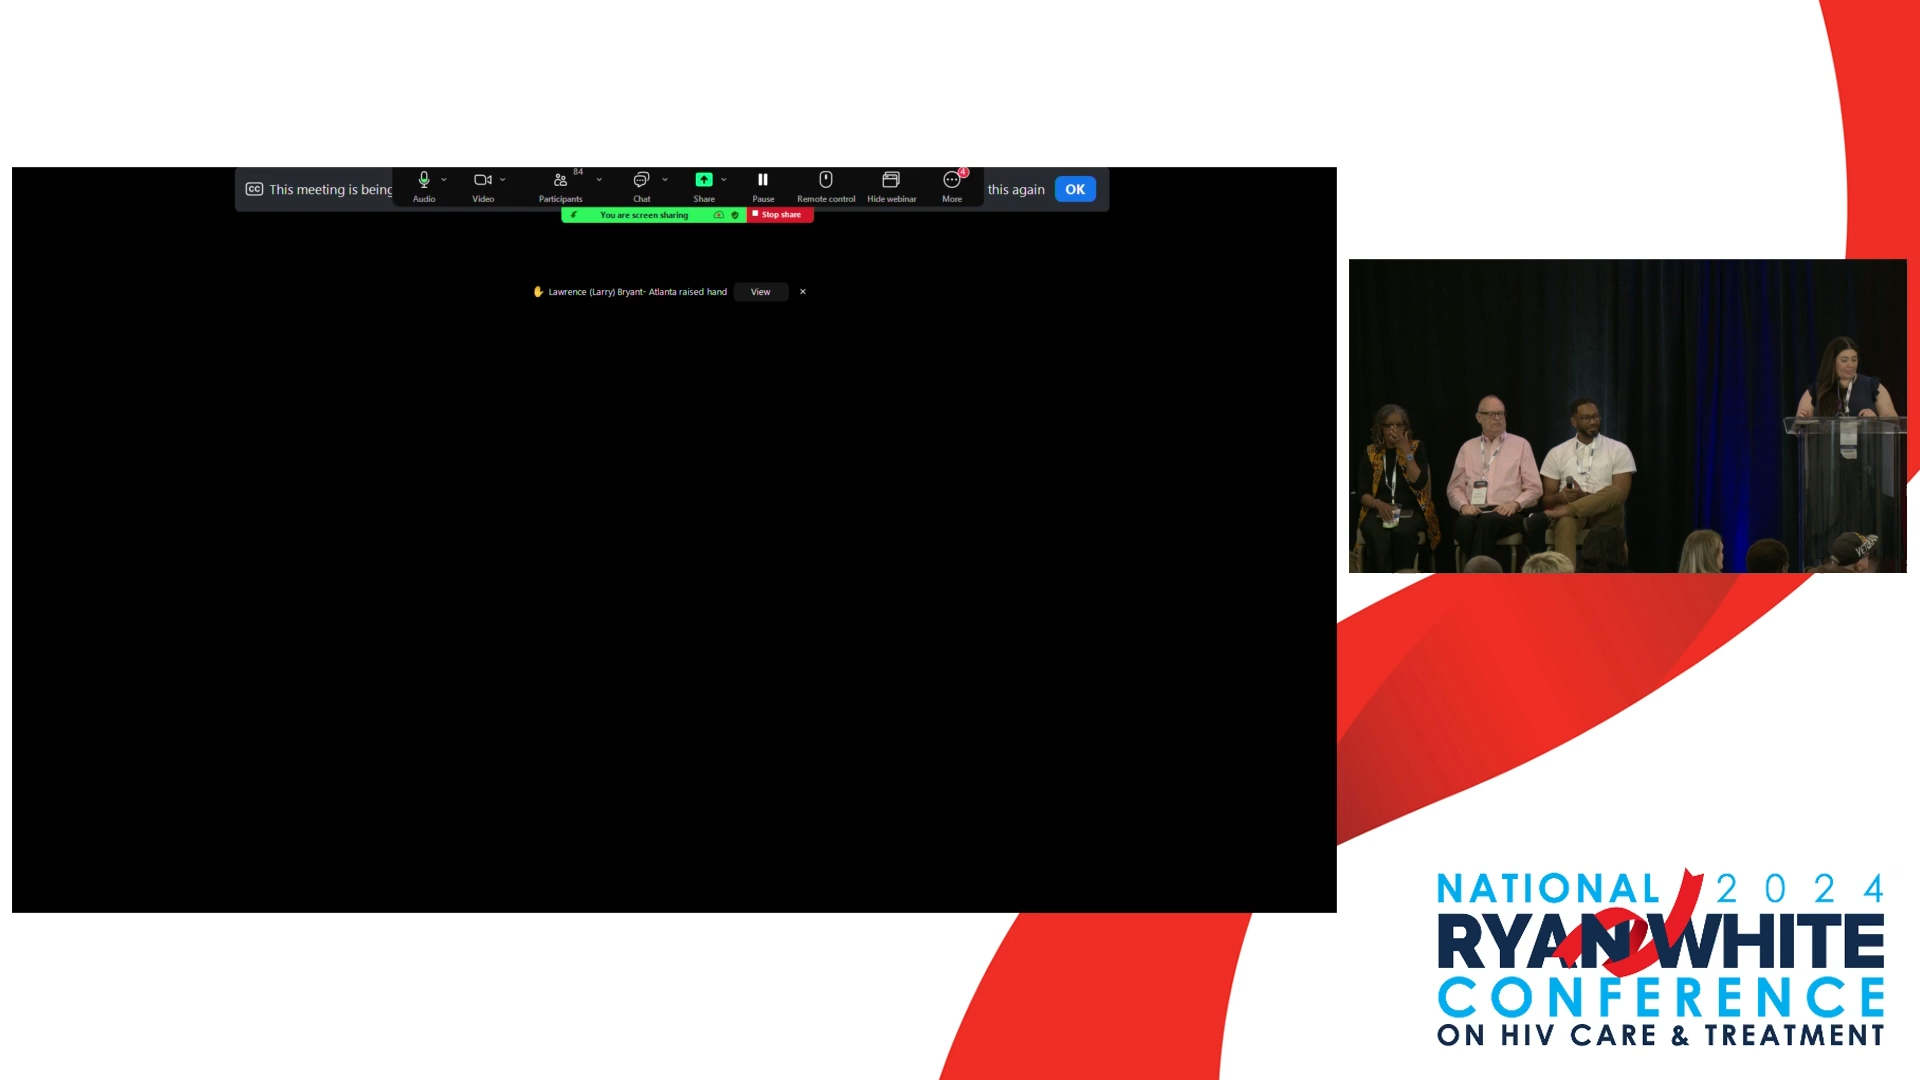 This meeting is being
84
4
Audio
Video
Participants
Chat
Share
Pause
Remote control
Hide webinar
More
this again
OK
You are screen sharing
Stop share
Lawrence (Larry) Bryant- Atlanta raised hand
View
NATIONAL 2024
RYAN WHITE
CONFERENCE
ON HIV CARE & TREATMENT